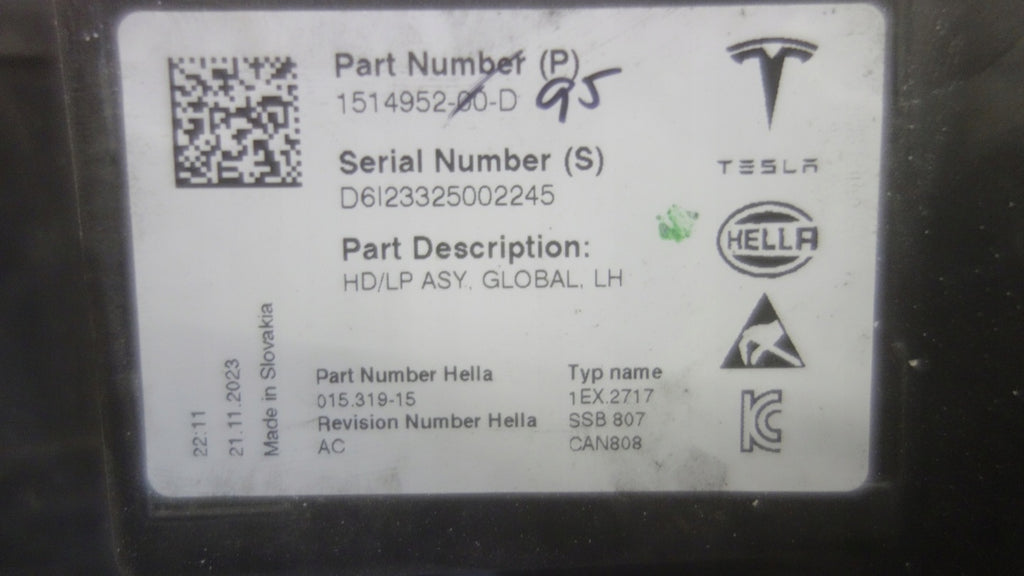 Part Number (P)
1514952-00-D 95
Serial Number (S)
D6I23325002245
Part Description:
HD/LP ASY, GLOBAL, LH
TESLA
HELLA
Part Number Hella
015.319-15
Revision Number Hella
AC
Typ name
1EX.2717
SSB 807
CAN808
22:11
21.11.2023
Made in Slovakia
KC